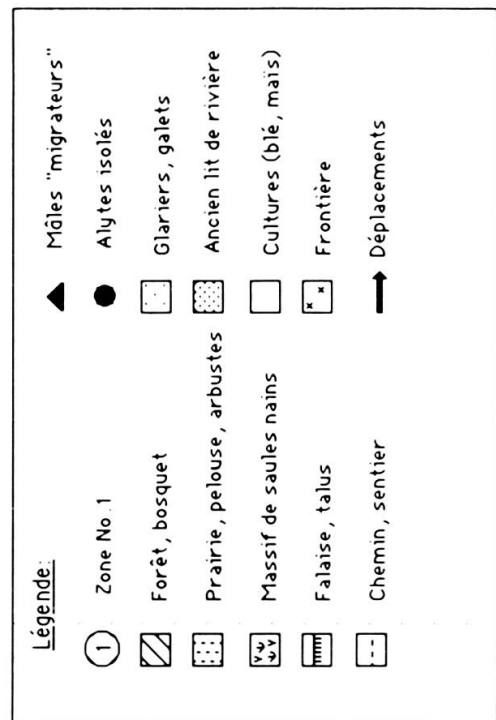 Légende:
1 Zone No. 1
Forêt, bosquet
Prairie, pelouse, arbustes
Massif de saules nains
Falaise, talus
Chemin, sentier
Mâles "migrateurs"
Alytes isolés
Glariers, galets
Ancien lit de rivière
Cultures (blé, maïs)
Frontière
Déplacements